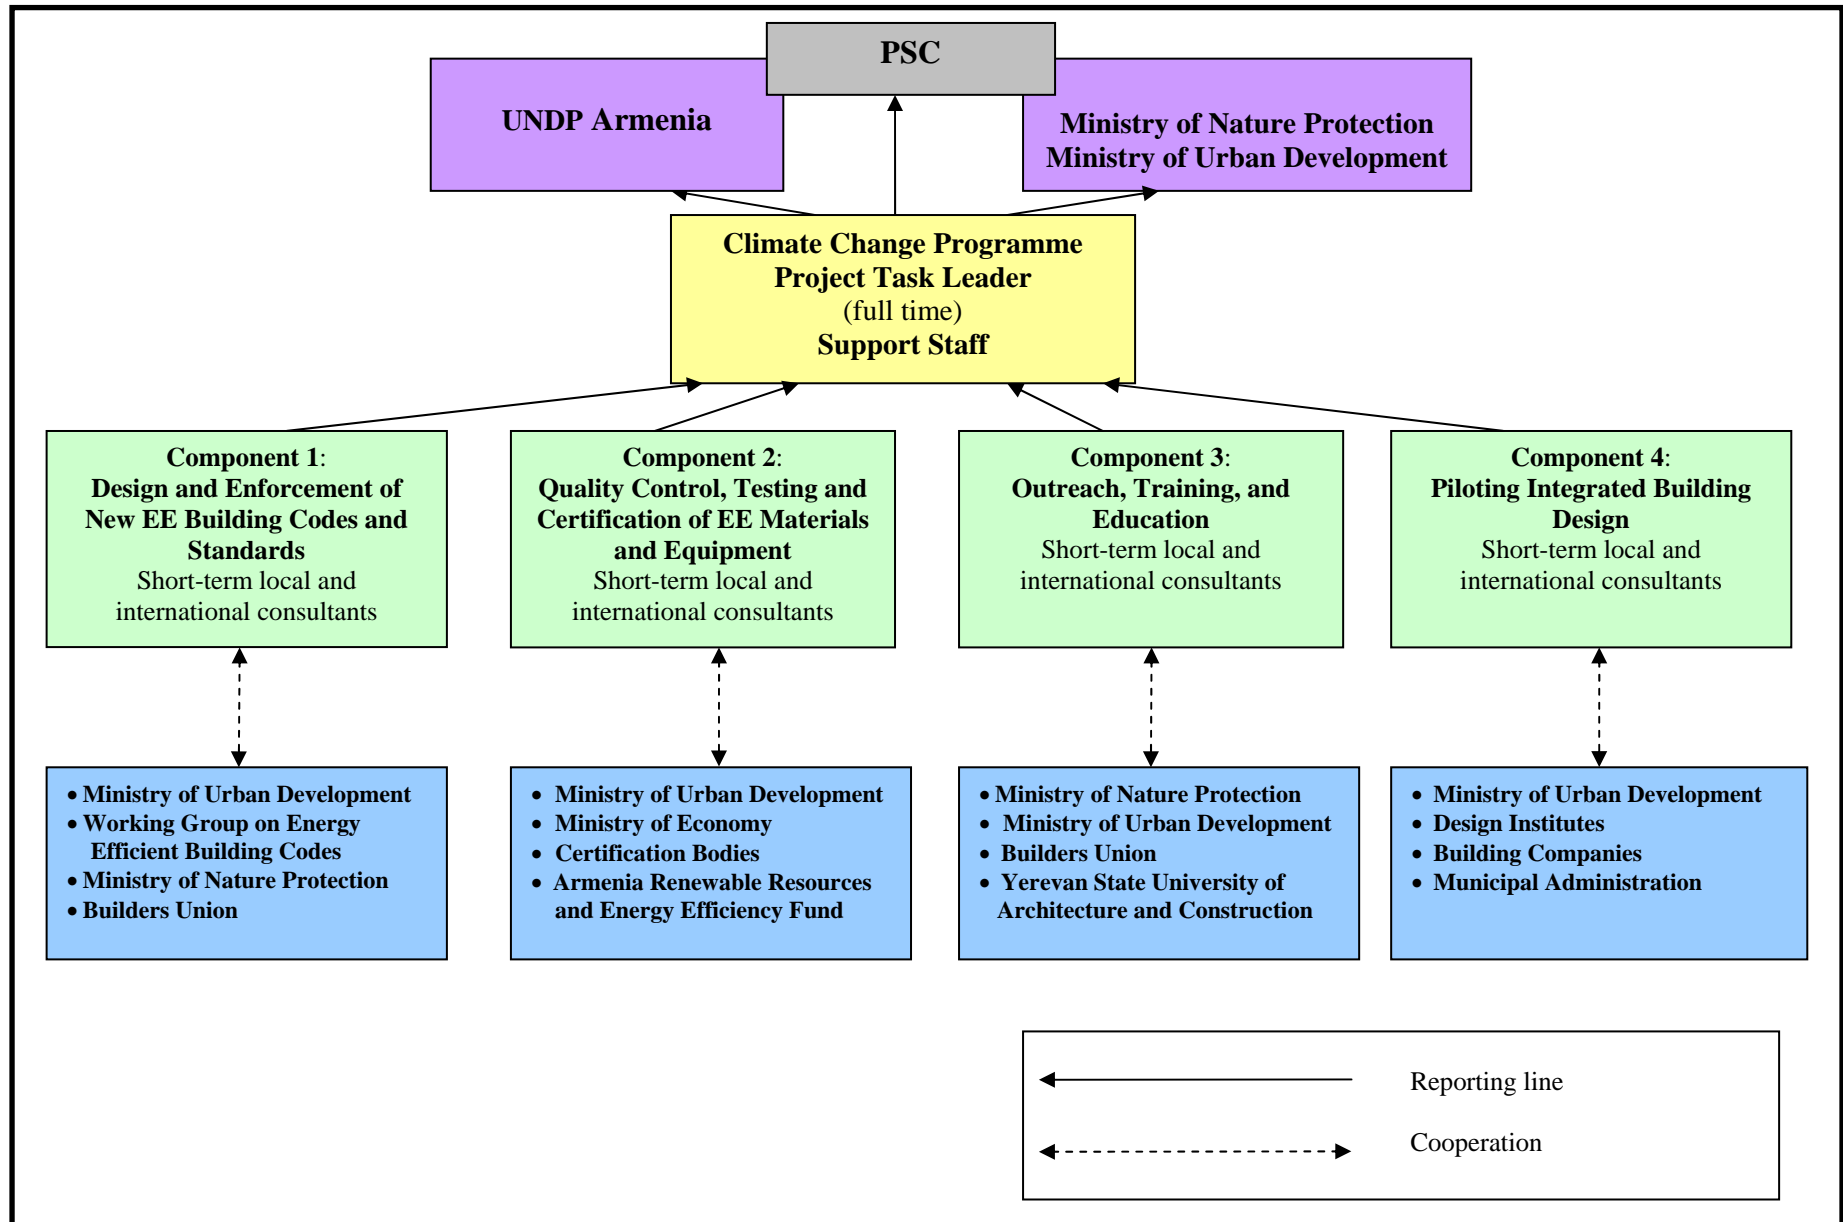 PSC
UNDP Armenia
Ministry of Nature Protection
Ministry of Urban Development
Climate Change Programme
Project Task Leader
(full time)
Support Staff
Component 1:
Design and Enforcement of
New EE Building Codes and
Standards
Short-term local and
international consultants
Component 2:
Quality Control, Testing and
Certification of EE Materials
and Equipment
Short-term local and
international consultants
Component 3:
Outreach, Training, and
Education
Short-term local and
international consultants
Component 4:
Piloting Integrated Building
Design
Short-term local and
international consultants
• Ministry of Urban Development
• Working Group on Energy
Efficient Building Codes
• Ministry of Nature Protection
• Builders Union
• Ministry of Urban Development
• Ministry of Economy
• Certification Bodies
• Armenia Renewable Resources
and Energy Efficiency Fund
• Ministry of Nature Protection
• Ministry of Urban Development
• Builders Union
• Yerevan State University of
Architecture and Construction
• Ministry of Urban Development
• Design Institutes
• Building Companies
• Municipal Administration
Reporting line
Cooperation